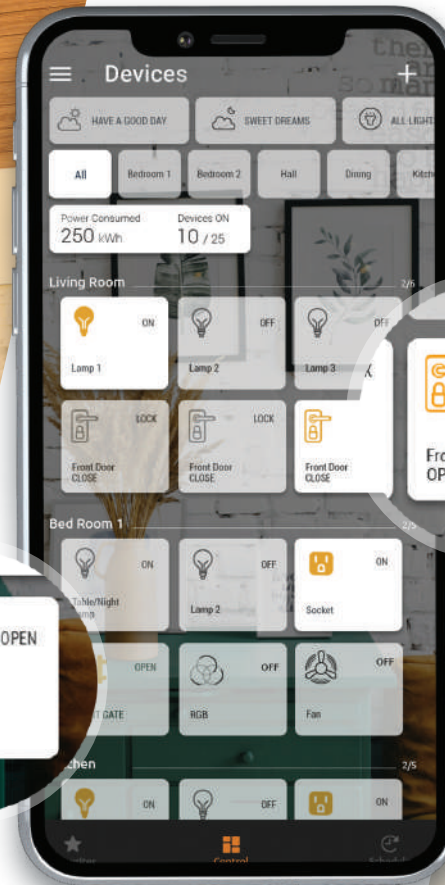 Devices
HAVE A GOOD DAY
SWEET DREAMS
ALL LIGHT
All
Bedroom 1
Bedroom 2
Hall
Dining
Kitch
Power Consumed
Devices ON
250 kWh
10 / 25
Living Room
2/6
ON
OFF
OFF
Lamp 1
Lamp 2
Lamp 3
LOCK
LOCK
K
Front Door
CLOSE
Front Door
CLOSE
Front Door
CLOSE
Fro
OP
Bed Room 1
2/5
ON
OFF
ON
Table/Night
Lamp 2
Socket
OPEN
OPEN
OFF
OFF
GATE
RGB
Fan
chen
2/5
ON
OFF
ON
Control